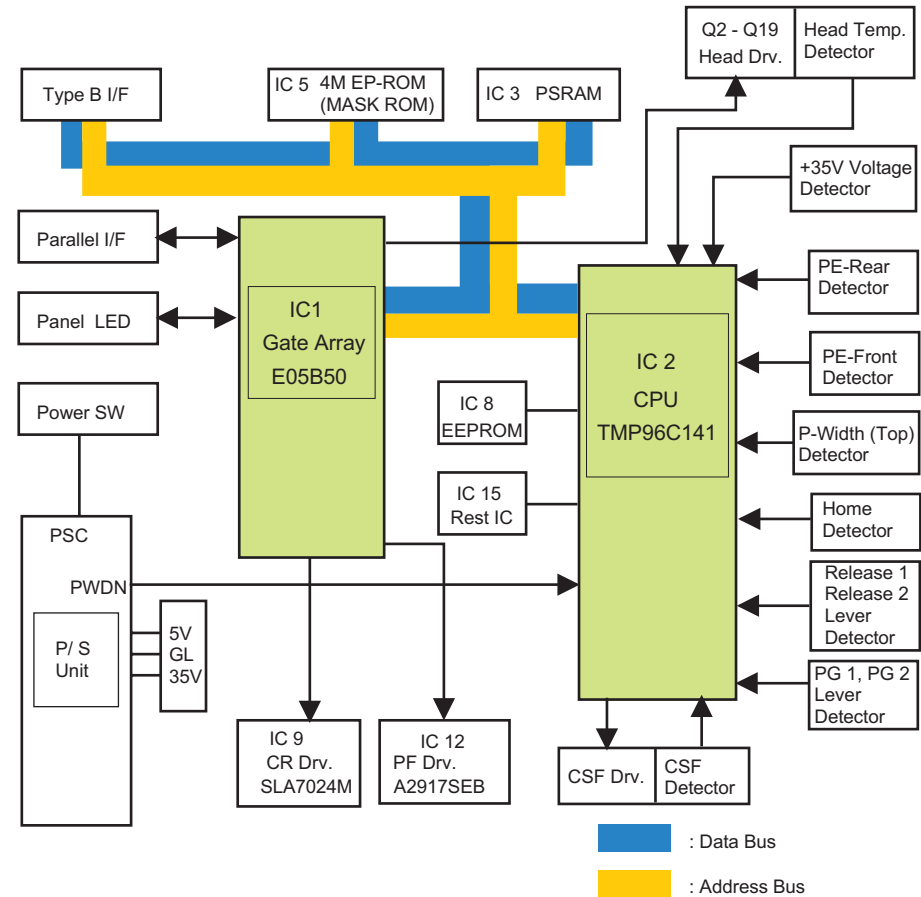 Q2 - Q19
Head Drv.
Head Temp.
Detector
Type B I/F
IC 5 4M EP-ROM
(MASK ROM)
IC 3 PSRAM
+35V Voltage
Detector
Parallel I/F
Panel LED
IC1
Gate Array
E05B50
PE-Rear
Detector
PE-Front
Detector
IC 2
CPU
TMP96C141
Power SW
IC 8
EEPROM
P-Width (Top)
Detector
IC 15
Rest IC
Home
Detector
PSC
PWDN
P/ S
Unit
5V
GL
35V
Release 1
Release 2
Lever
Detector
PG 1, PG 2
Lever
Detector
IC 9
CR Drv.
SLA7024M
IC 12
PF Drv.
A2917SEB
CSF Drv.
CSF
Detector
: Data Bus
: Address Bus